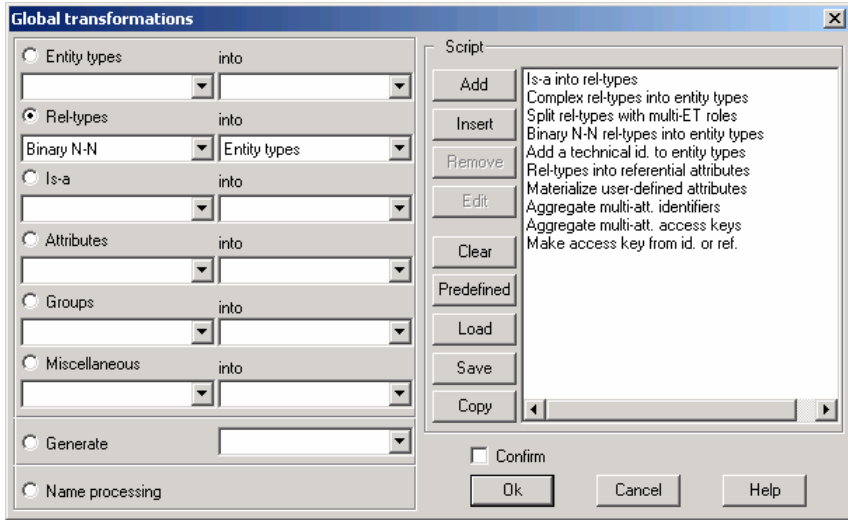 Global transformations
Entity types into
Rel-types into
Binary N-N Entity types
Is-a into
Attributes into
Groups into
Miscellaneous into
Generate
Name processing
Script
Add
Insert
Remove
Edit
Clear
Predefined
Load
Save
Copy
Is-a into rel-types
Complex rel-types into entity types
Split rel-types with multi-ET roles
Binary N-N rel-types into entity types
Add a technical id. to entity types
Rel-types into referential attributes
Materialize user-defined attributes
Aggregate multi-att. identifiers
Aggregate multi-att. access keys
Make access key from id. or ref.
Confirm
Ok Cancel Help